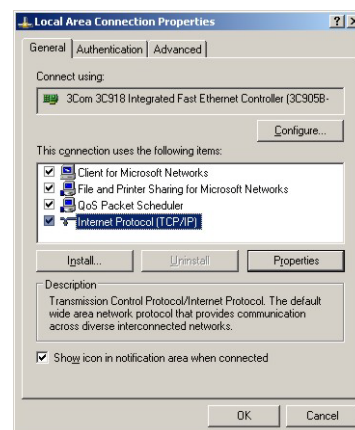 Local Area Connection Properties
General Authentication Advanced
Connect using:
3Com 3C918 Integrated Fast Ethernet Controller (3C905B-
Configure...
This connection uses the following items:
Client for Microsoft Networks
File and Printer Sharing for Microsoft Networks
QoS Packet Scheduler
Internet Protocol (TCP/IP)
Install... Uninstall Properties
Description
Transmission Control Protocol/Internet Protocol. The default
wide area network protocol that provides communication
across diverse interconnected networks.
Show icon in notification area when connected
OK Cancel